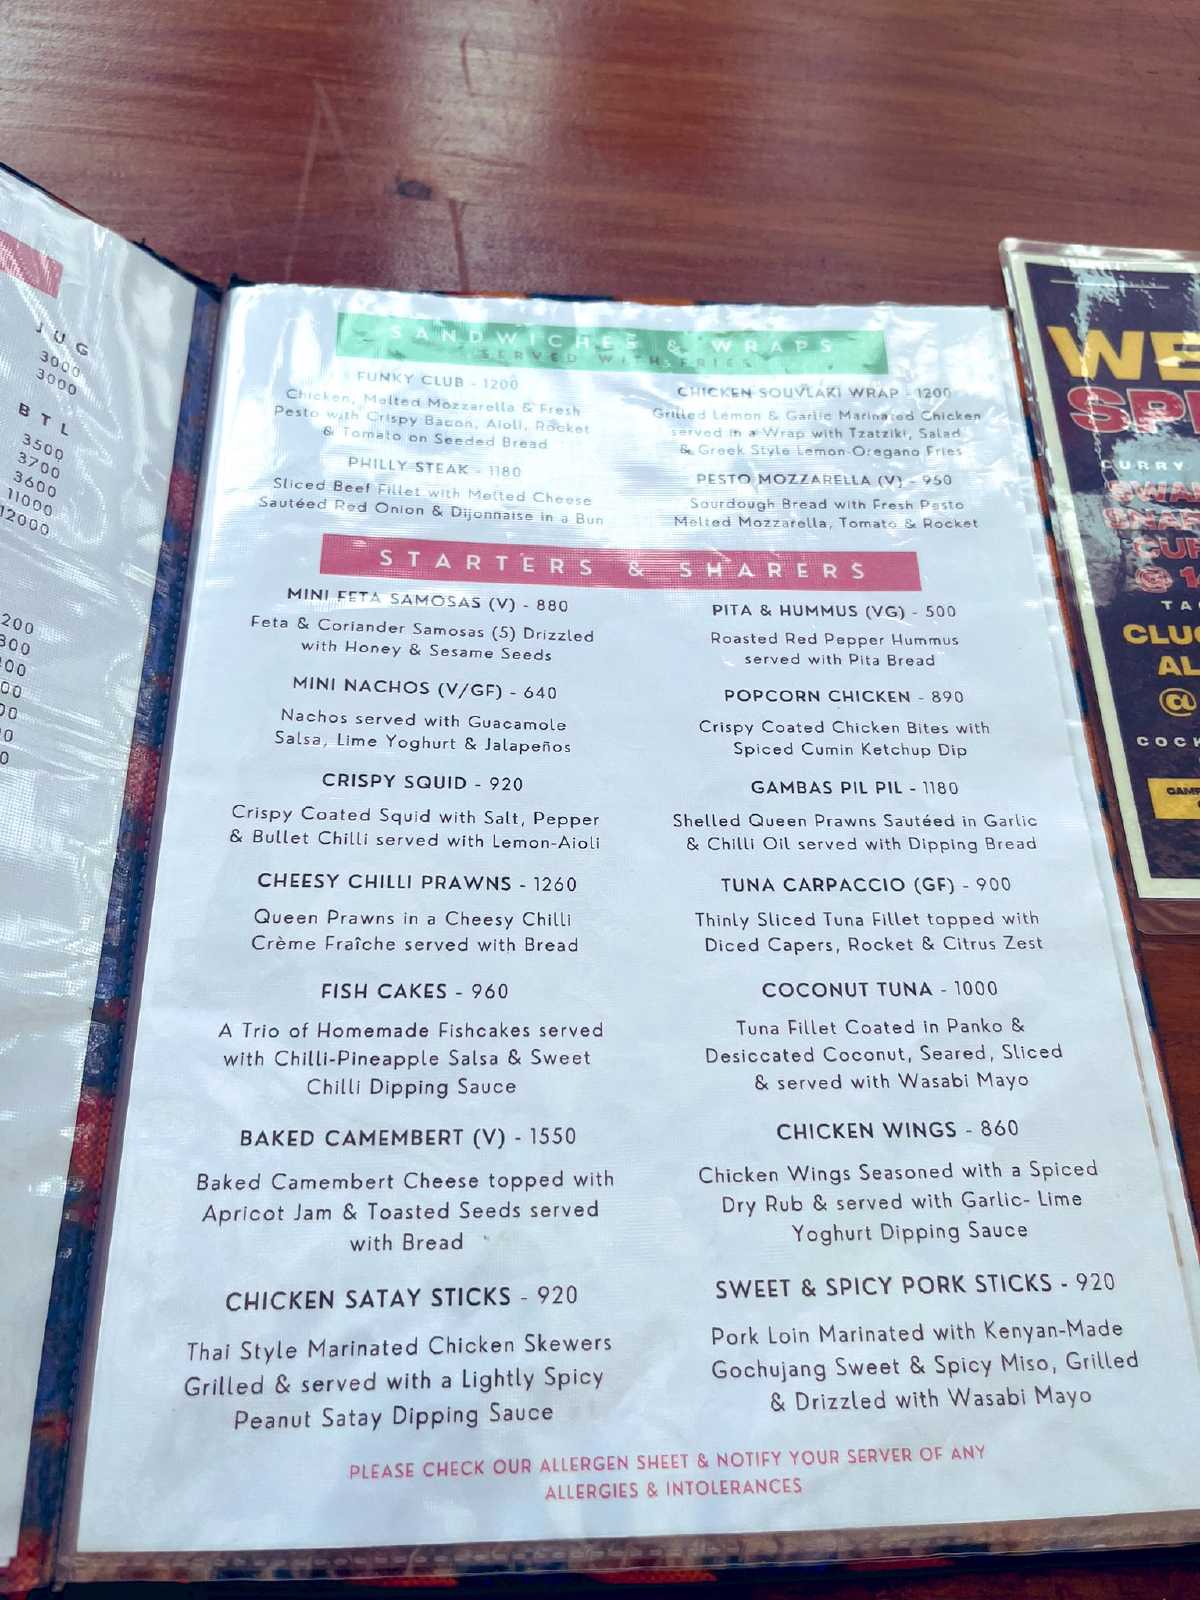 JUG
3000
3000
BTL
3500
3700
3600
11000
12000
SANDWICHES & WRAPS
SERVED WITH FRIES
FUNKY CLUB - 1200
Chicken, Melted Mozzarella & Fresh
Pesto with Crispy Bacon, Aioli, Rocket
& Tomato on Seeded Bread
PHILLY STEAK - 1180
Sliced Beef Fillet with Melted Cheese
Sautéed Red Onion & Dijonnaise in a Bun
CHICKEN SOUVLAKI WRAP - 1200
Grilled Lemon & Garlic Marinated Chicken
served in a Wrap with Tzatziki, Salad
& Greek Style Lemon-Oregano Fries
PESTO MOZZARELLA (V) - 950
Sourdough Bread with Fresh Pesto
Melted Mozzarella, Tomato & Rocket
STARTERS & SHARERS
MINI FETA SAMOSAS (V) - 880
Feta & Coriander Samosas (5) Drizzled
with Honey & Sesame Seeds
MINI NACHOS (V/GF) - 640
Nachos served with Guacamole
Salsa, Lime Yoghurt & Jalapeños
CRISPY SQUID - 920
Crispy Coated Squid with Salt, Pepper
& Bullet Chilli served with Lemon-Aioli
CHEESY CHILLI PRAWNS - 1260
Queen Prawns in a Cheesy Chilli
Crème Fraîche served with Bread
FISH CAKES - 960
A Trio of Homemade Fishcakes served
with Chilli-Pineapple Salsa & Sweet
Chilli Dipping Sauce
BAKED CAMEMBERT (V) - 1550
Baked Camembert Cheese topped with
Apricot Jam & Toasted Seeds served
with Bread
CHICKEN SATAY STICKS - 920
Thai Style Marinated Chicken Skewers
Grilled & served with a Lightly Spicy
Peanut Satay Dipping Sauce
PITA & HUMMUS (VG) - 500
Roasted Red Pepper Hummus
served with Pita Bread
POPCORN CHICKEN - 890
Crispy Coated Chicken Bites with
Spiced Cumin Ketchup Dip
GAMBAS PIL PIL - 1180
Shelled Queen Prawns Sautéed in Garlic
& Chilli Oil served with Dipping Bread
TUNA CARPACCIO (GF) - 900
Thinly Sliced Tuna Fillet topped with
Diced Capers, Rocket & Citrus Zest
COCONUT TUNA - 1000
Tuna Fillet Coated in Panko &
Desiccated Coconut, Seared, Sliced
& served with Wasabi Mayo
CHICKEN WINGS - 860
Chicken Wings Seasoned with a Spiced
Dry Rub & served with Garlic- Lime
Yoghurt Dipping Sauce
SWEET & SPICY PORK STICKS - 920
Pork Loin Marinated with Kenyan-Made
Gochujang Sweet & Spicy Miso, Grilled
& Drizzled with Wasabi Mayo
PLEASE CHECK OUR ALLERGEN SHEET & NOTIFY YOUR SERVER OF ANY
ALLERGIES & INTOLERANCES
WE
SP
CURRY
@ 1
TA
CLU
AL
@
COCK